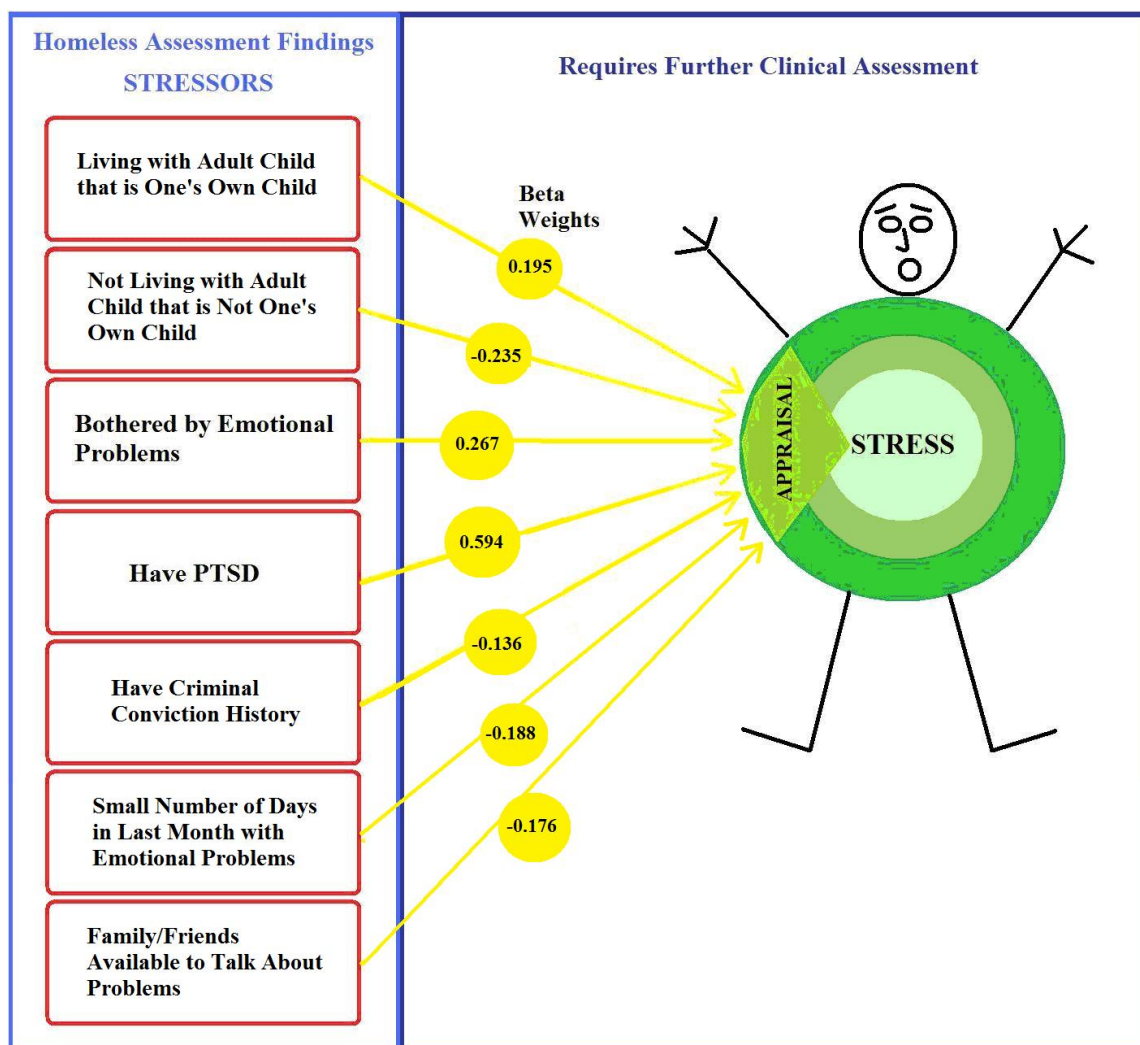 Homeless Assessment Findings
STRESSORS
Living with Adult Child
that is One's Own Child
Not Living with Adult
Child that is Not One's
Own Child
Bothered by Emotional
Problems
Have PTSD
Have Criminal
Conviction History
Small Number of Days
in Last Month with
Emotional Problems
Family/Friends
Available to Talk About
Problems
Requires Further Clinical Assessment
Beta
Weights
0.195
-0.235
0.267
0.594
-0.136
-0.188
-0.176
APPRAISAL
STRESS